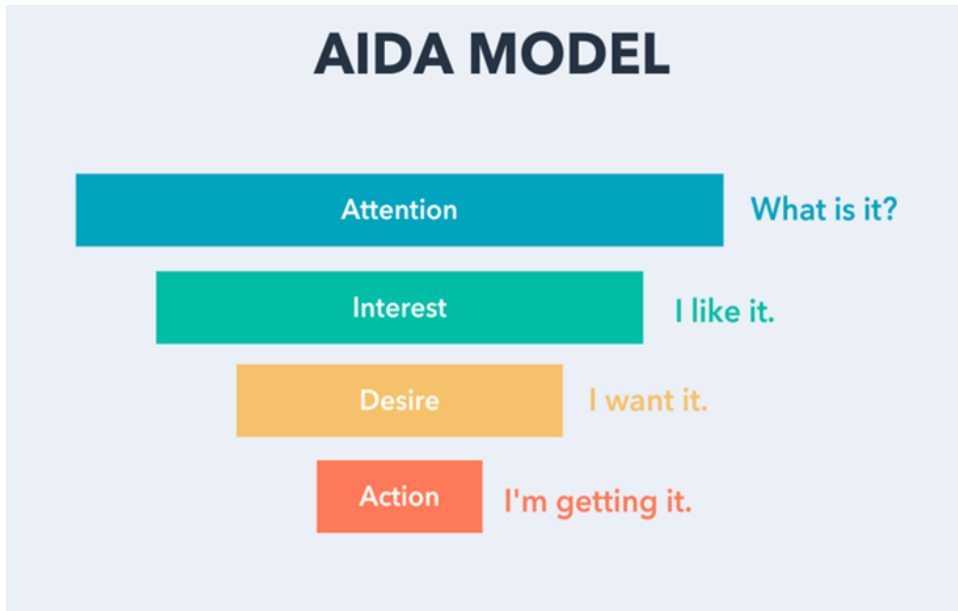 AIDA MODEL
Attention
What is it?
Interest
I like it.
Desire
I want it.
Action
I'm getting it.